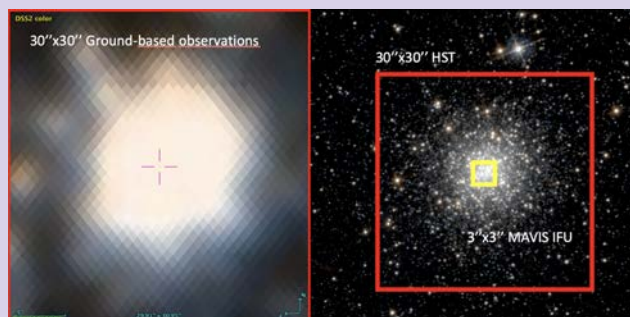 DSS2 color
30’’x30’’ Ground-based observations
30’’x30’’ HST
3’’x3’’ MAVIS IFU